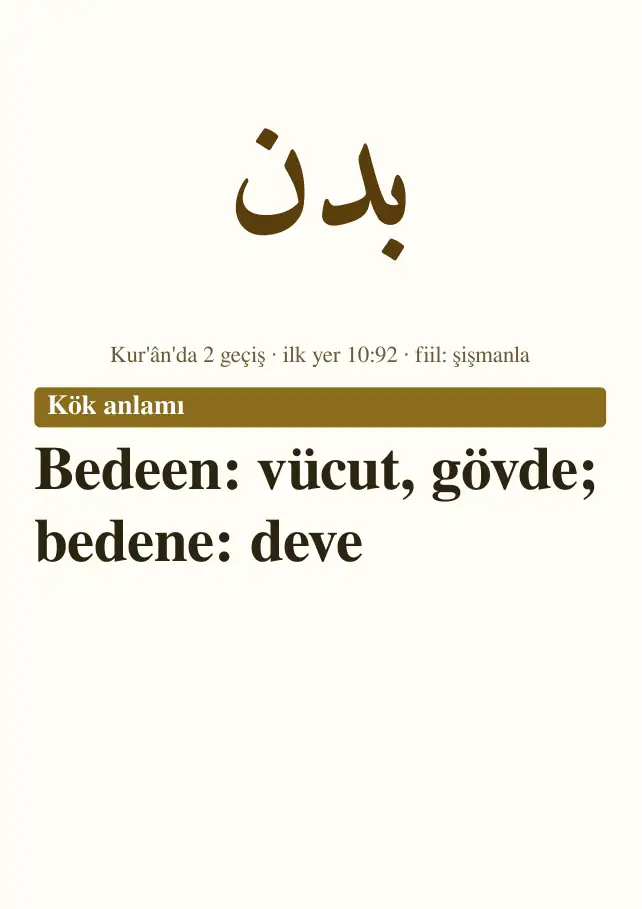 بدن
Kur'ân'da 2 geçiş · ilk yer 10:92 · fiil: şişmanla
Kök anlamı
Bedeen: vücut, gövde;
bedene: deve